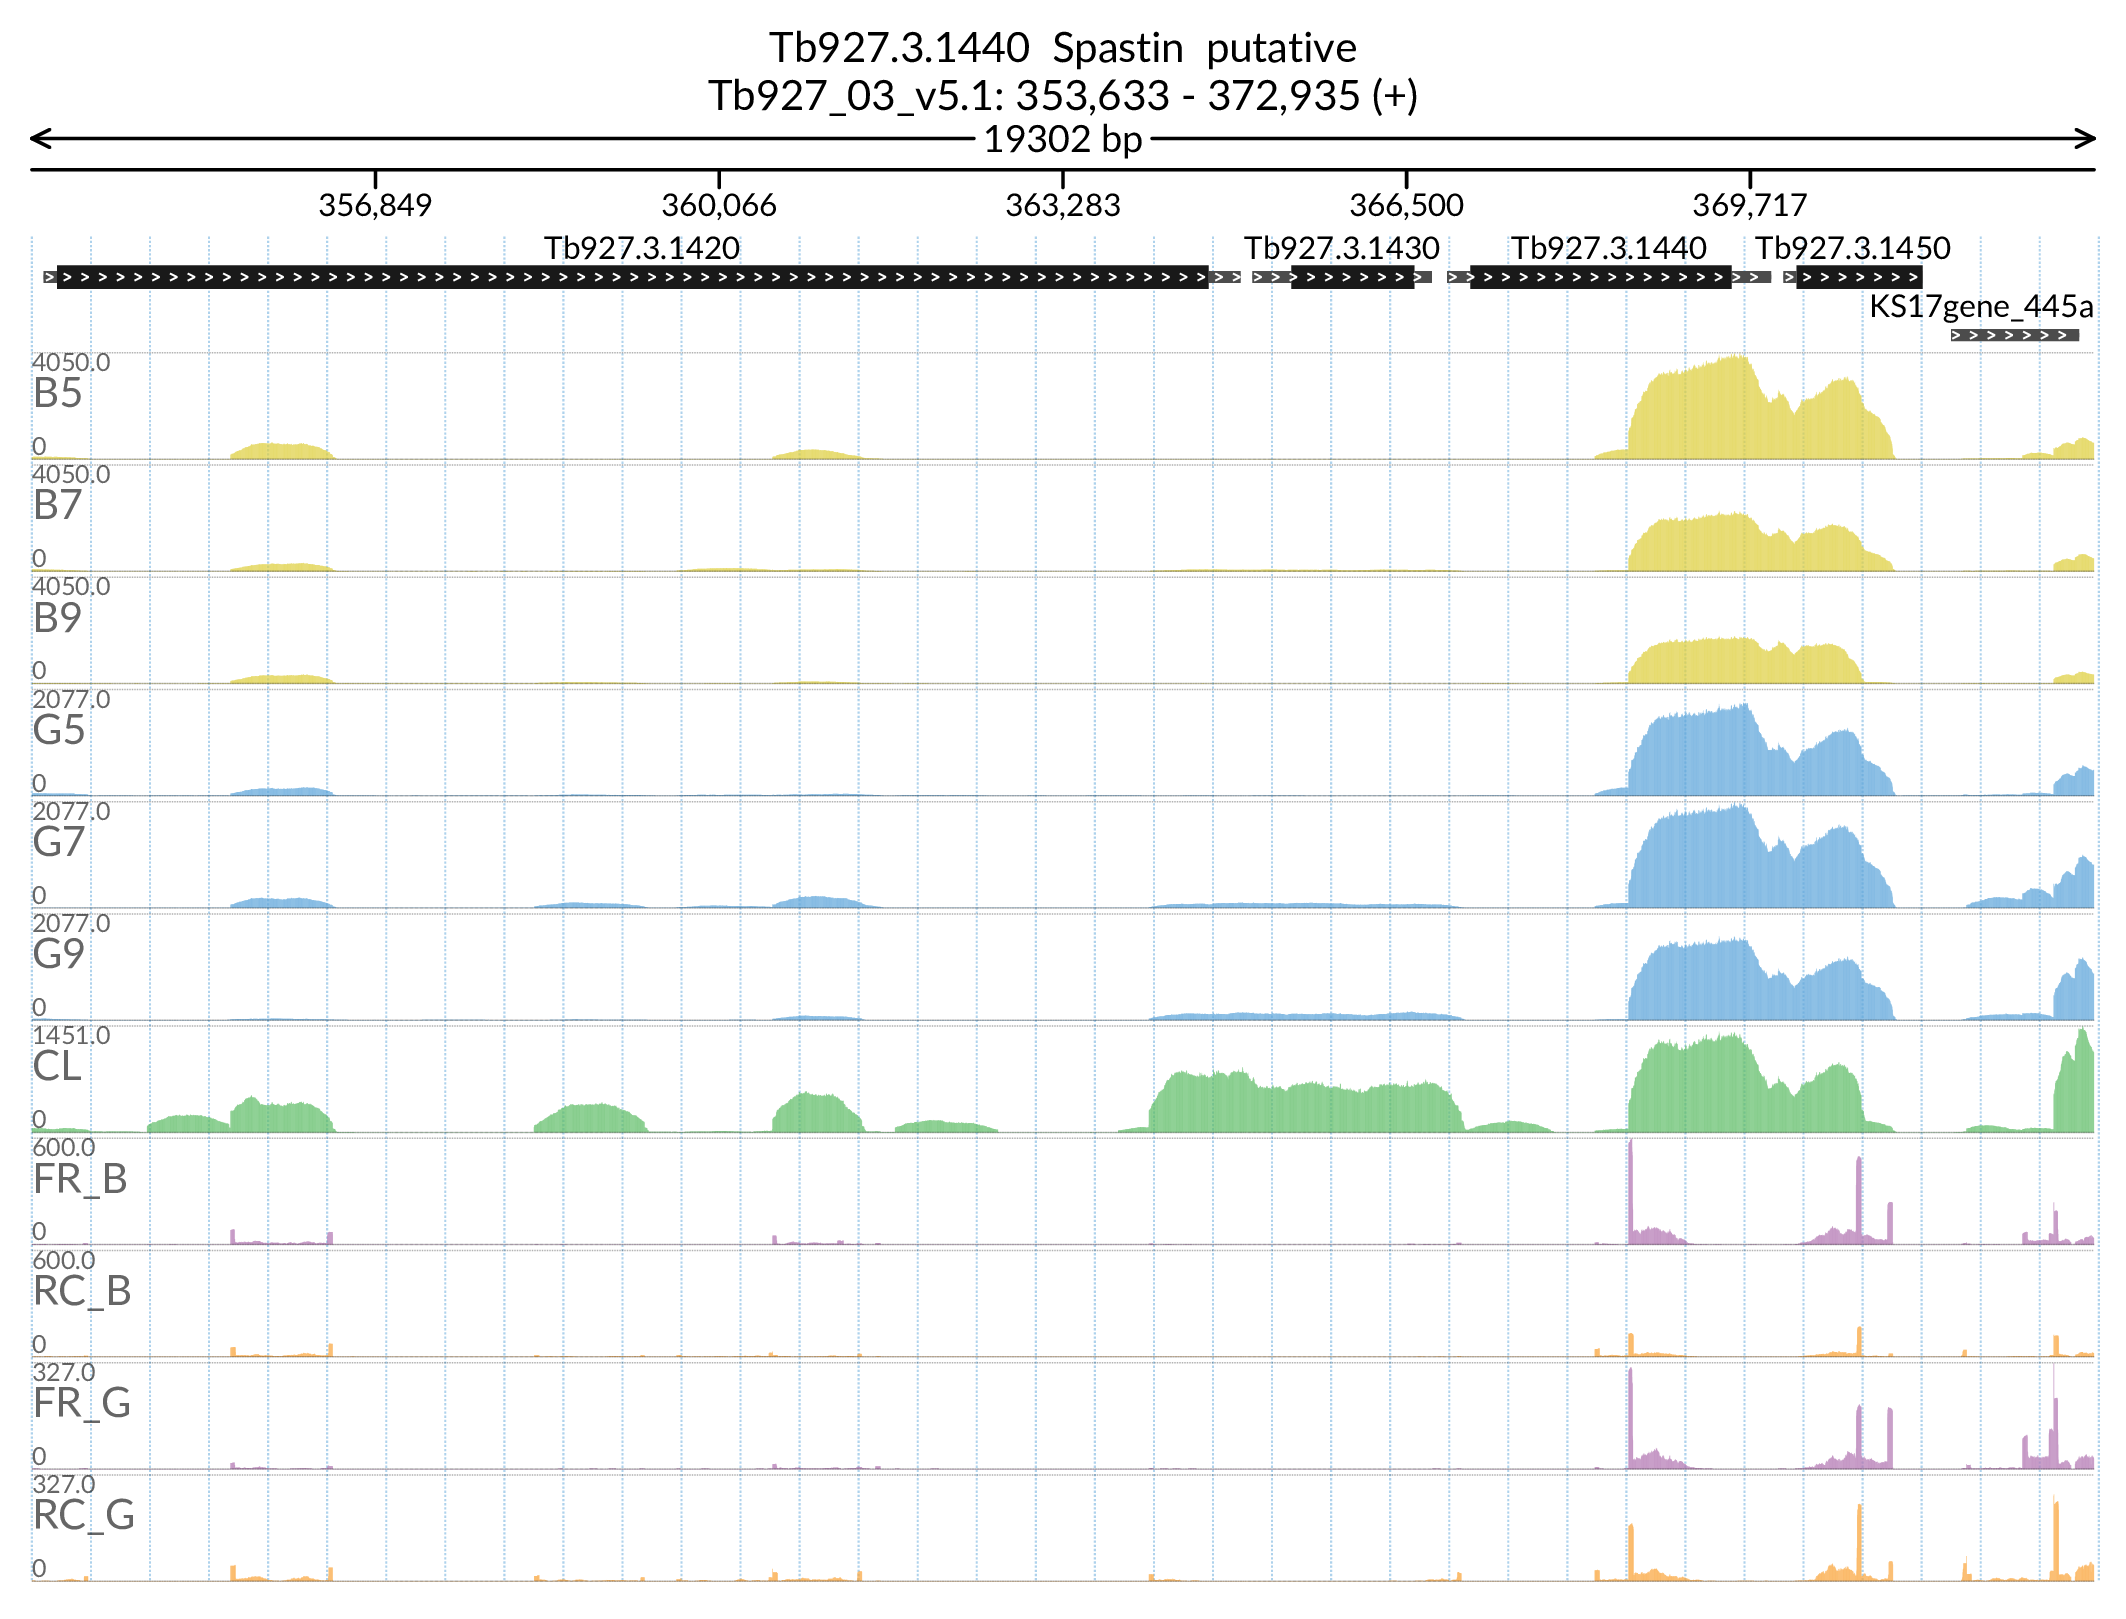 Tb927.3.1440  Spastin  putative
Tb927_03_v5.1: 353,633 - 372,935 (+)
19302 bp
356,849 360,066 363,283 366,500 369,717
Tb927.3.1420 Tb927.3.1430 Tb927.3.1440 Tb927.3.1450
KS17gene_445a
4050.0
B5
0
4050.0
B7
0
4050.0
B9
0
2077.0
G5
0
2077.0
G7
0
2077.0
G9
0
1451.0
CL
0
600.0
FR_B
0
600.0
RC_B
0
327.0
FR_G
0
327.0
RC_G
0